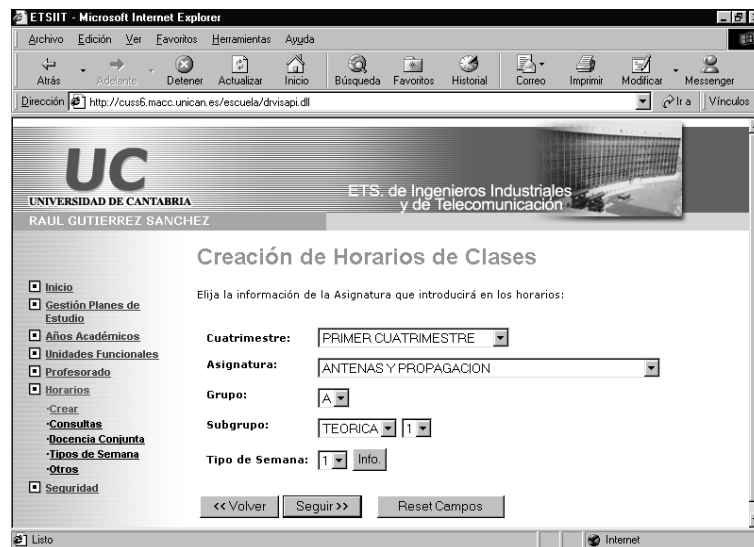 ETSIIT - Microsoft Internet Explorer
Archivo Edición Ver Favoritos Herramientas Ayuda
Atrás Adelante Detener Actualizar Inicio Búsqueda Favoritos Historial Correo Imprimir Modificar Messenger
Dirección http://cuss6.macc.unican.es/escuela/drvisapi.dll Ir a Vínculos
UC
UNIVERSIDAD DE CANTABRIA
ETS. de Ingenieros Industriales
y de Telecomunicación
RAUL GUTIERREZ SANCHEZ
Creación de Horarios de Clases
Elija la información de la Asignatura que introducirá en los horarios:
Inicio
Gestión Planes de
Estudio
Años Académicos
Unidades Funcionales
Profesorado
Horarios
·Crear
·Consultas
·Docencia Conjunta
·Tipos de Semana
·Otros
Seguridad
Cuatrimestre: PRIMER CUATRIMESTRE
Asignatura: ANTENAS Y PROPAGACION
Grupo: A
Subgrupo: TEORICA 1
Tipo de Semana: 1 Info.
<< Volver Seguir >> Reset Campos
Listo Internet